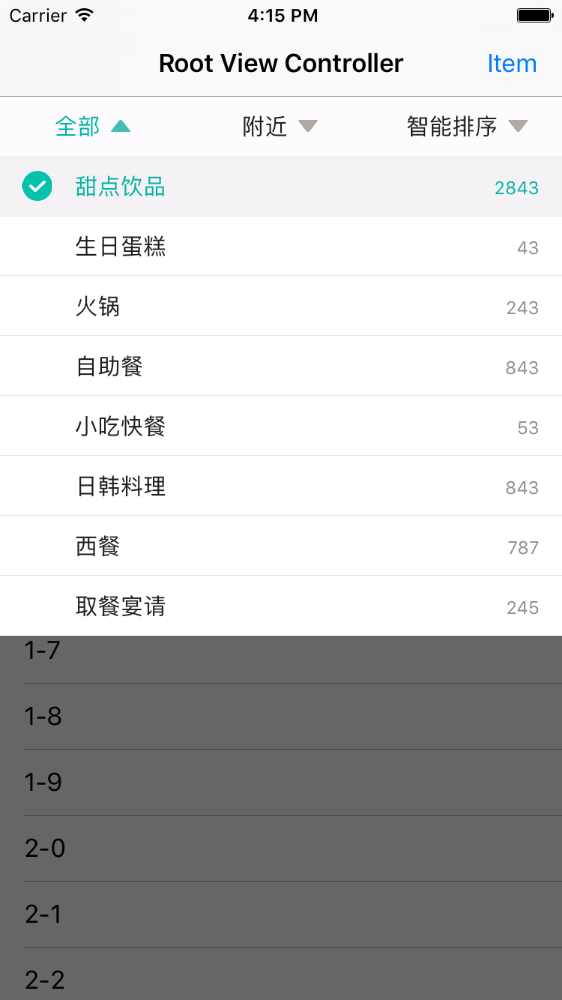 Carrier 4:15 PM
Root View Controller Item
全部 附近 智能排序
甜点饮品 2843
生日蛋糕 43
火锅 243
自助餐 843
小吃快餐 53
日韩料理 843
西餐 787
取餐宴请 245
1-7
1-8
1-9
2-0
2-1
2-2